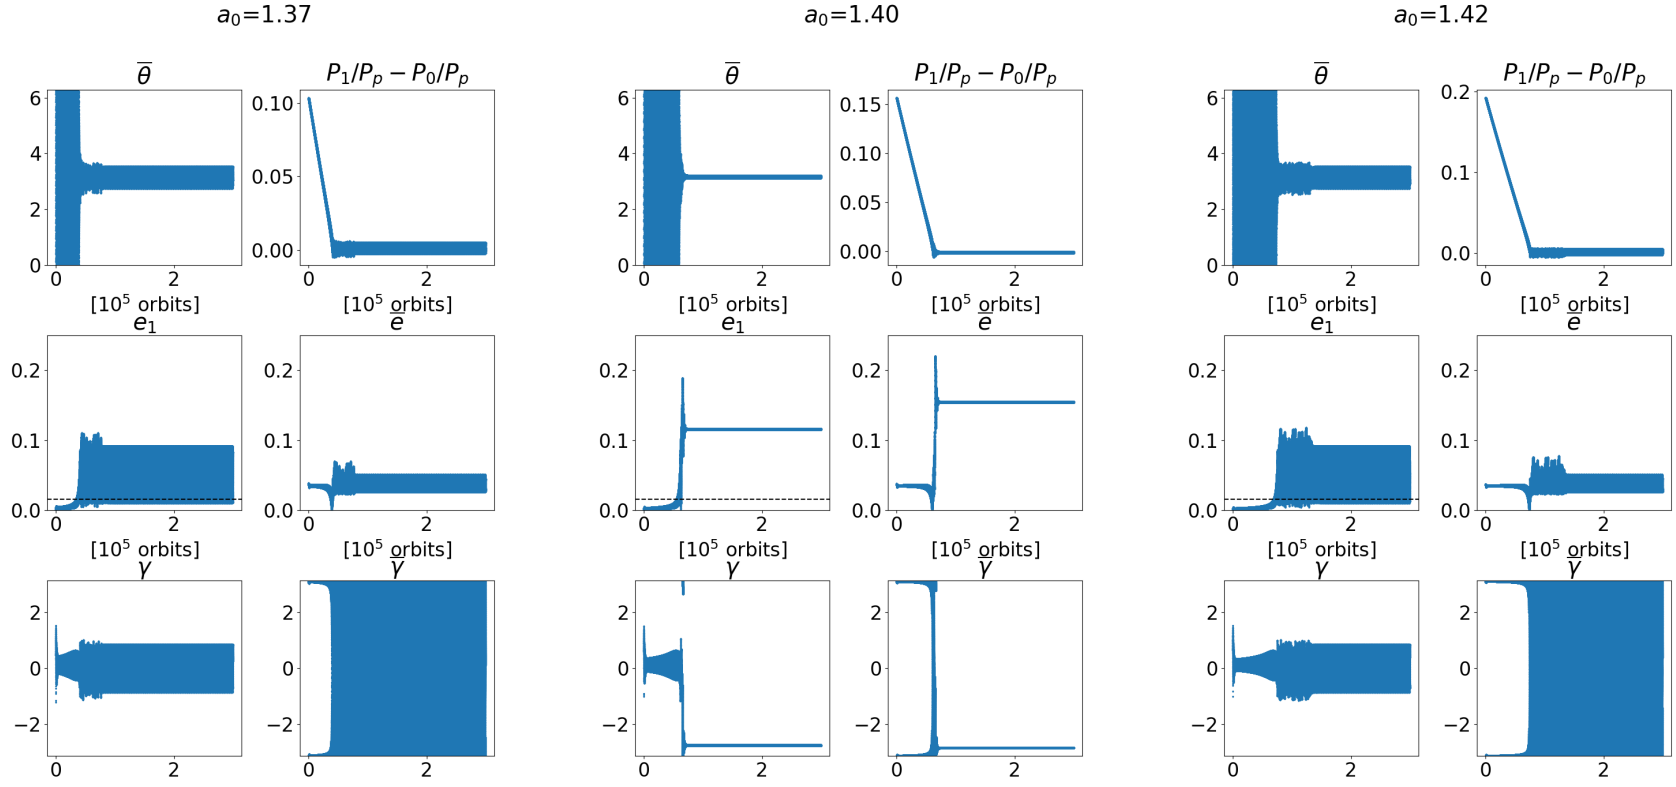 a₀=1.37 a₀=1.40 a₀=1.42
θ̅ P₁/Pₚ − P₀/Pₚ θ̅ P₁/Pₚ − P₀/Pₚ θ̅ P₁/Pₚ − P₀/Pₚ
6 0.10 6 0.15 6 0.2
4 0.05 4 0.10 4 0.1
2 0.00 2 0.05 2 0.0
0 0 0.00 0
0 2 0 2 0 2 0 2 0 2 0 2
[10⁵ orbits] [10⁵ orbits] [10⁵ orbits] [10⁵ orbits] [10⁵ orbits] [10⁵ orbits]
e₁ e̅ e₁ e̅ e₁ e̅
0.2 0.2 0.2 0.2 0.2 0.2
0.1 0.1 0.1 0.1 0.1 0.1
0.0 0.0 0.0 0.0 0.0 0.0
0 2 0 2 0 2 0 2 0 2 0 2
[10⁵ orbits] [10⁵ orbits] [10⁵ orbits] [10⁵ orbits] [10⁵ orbits] [10⁵ orbits]
γ γ̅ γ γ̅ γ γ̅
2 2 2 2 2 2
0 0 0 0 0 0
−2 −2 −2 −2 −2 −2
0 2 0 2 0 2 0 2 0 2 0 2